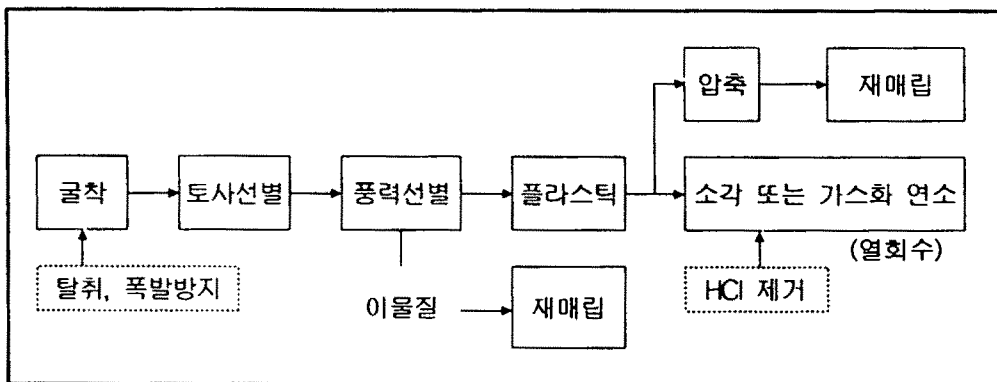 압축
재매립
굴착
토사선별
풍력선별
플라스틱
소각 또는 가스화 연소
(열회수)
탈취, 폭발방지
이물질
재매립
HCl 제거